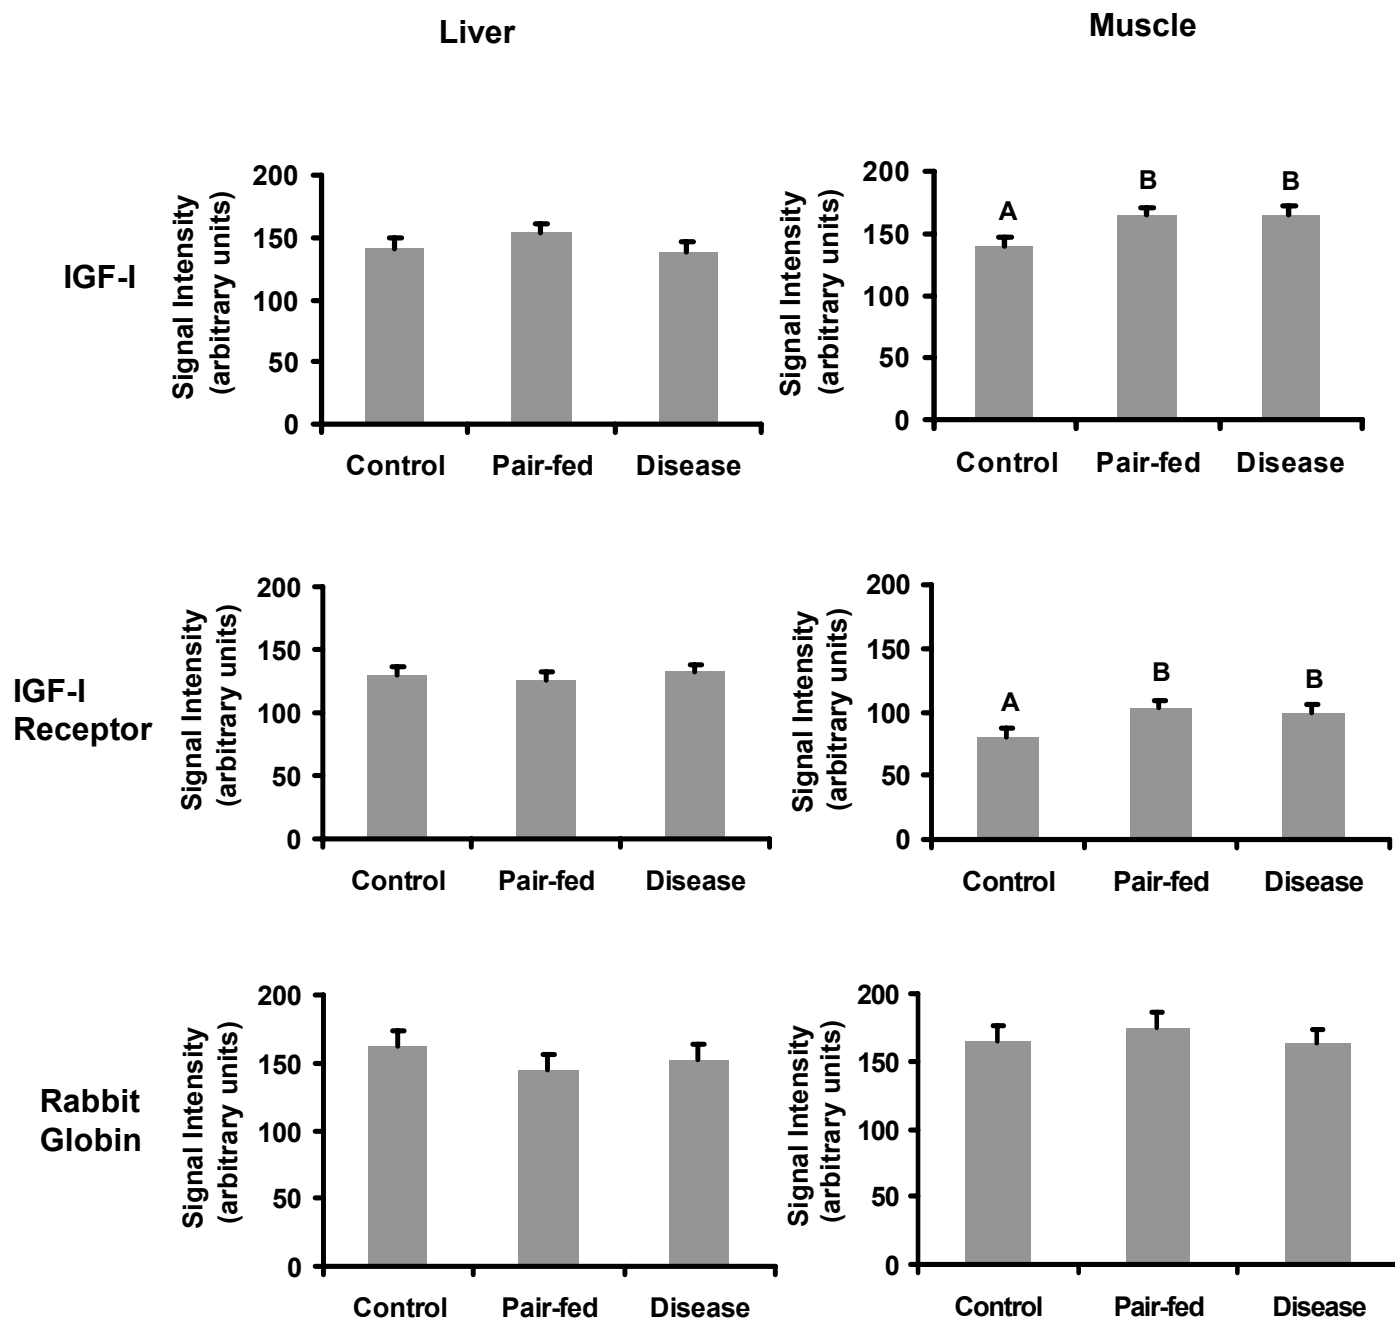 Liver
Muscle
IGF-I
Signal Intensity
(arbitrary units)
200
150
100
50
0
Control Pair-fed Disease
Signal Intensity
(arbitrary units)
200
150
100
50
0
A B B
Control Pair-fed Disease
IGF-I
Receptor
Signal Intensity
(arbitrary units)
200
150
100
50
0
Control Pair-fed Disease
Signal Intensity
(arbitrary units)
200
150
100
50
0
A B B
Control Pair-fed Disease
Rabbit
Globin
Signal Intensity
(arbitrary units)
200
150
100
50
0
Control Pair-fed Disease
Signal Intensity
(arbitrary units)
200
150
100
50
0
Control Pair-fed Disease